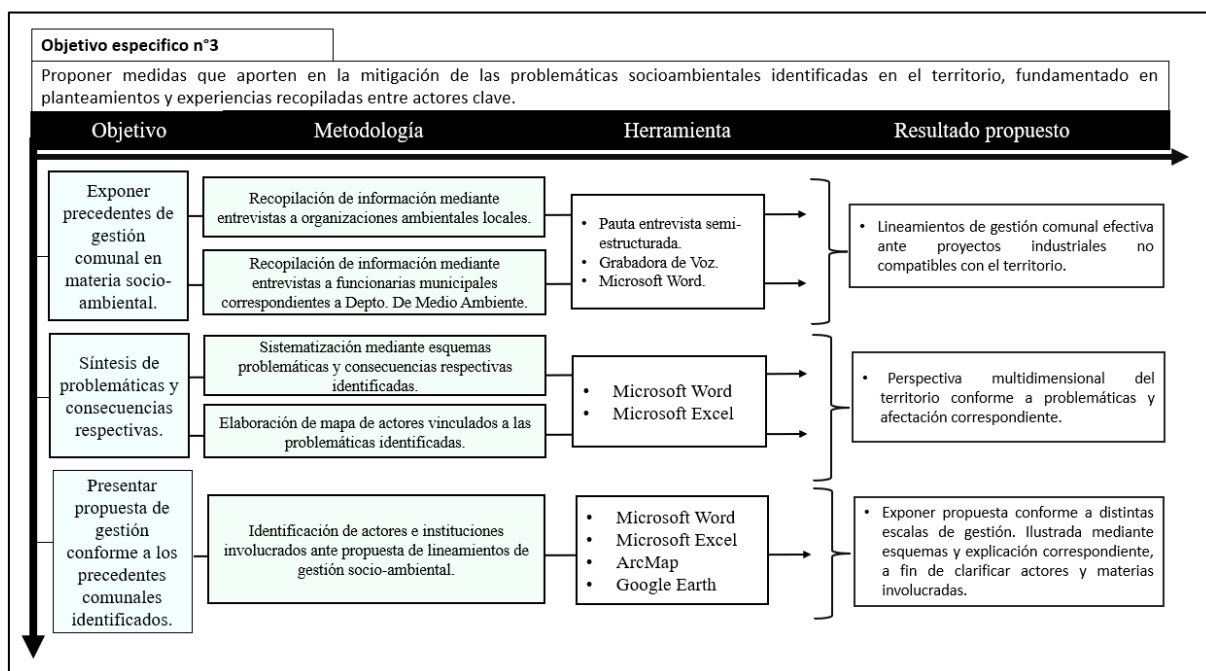 Objetivo especifico n°3
Proponer medidas que aporten en la mitigación de las problemáticas socioambientales identificadas en el territorio, fundamentado en
planteamientos y experiencias recopiladas entre actores clave.
Objetivo
Metodología
Herramienta
Resultado propuesto
Exponer
precedentes de
gestión
comunal en
materia socio-
ambiental.
Recopilación de información mediante
entrevistas a organizaciones ambientales locales.
Recopilación de información mediante
entrevistas a funcionarias municipales
correspondientes a Depto. De Medio Ambiente.
• Pauta entrevista semi-
estructurada.
• Grabadora de Voz.
• Microsoft Word.
• Lineamientos de gestión comunal efectiva
ante proyectos industriales no
compatibles con el territorio.
Síntesis de
problemáticas y
consecuencias
respectivas.
Sistematización mediante esquemas
problemáticas y consecuencias respectivas
identificadas.
Elaboración de mapa de actores vinculados a las
problemáticas identificadas.
• Microsoft Word
• Microsoft Excel
• Perspectiva multidimensional del
territorio conforme a problemáticas y
afectación correspondiente.
Presentar
propuesta de
gestión
conforme a los
precedentes
comunales
identificados.
Identificación de actores e instituciones
involucrados ante propuesta de lineamientos de
gestión socio-ambiental.
• Microsoft Word
• Microsoft Excel
• ArcMap
• Google Earth
• Exponer propuesta conforme a distintas
escalas de gestión. Ilustrada mediante
esquemas y explicación correspondiente,
a fin de clarificar actores y materias
involucradas.